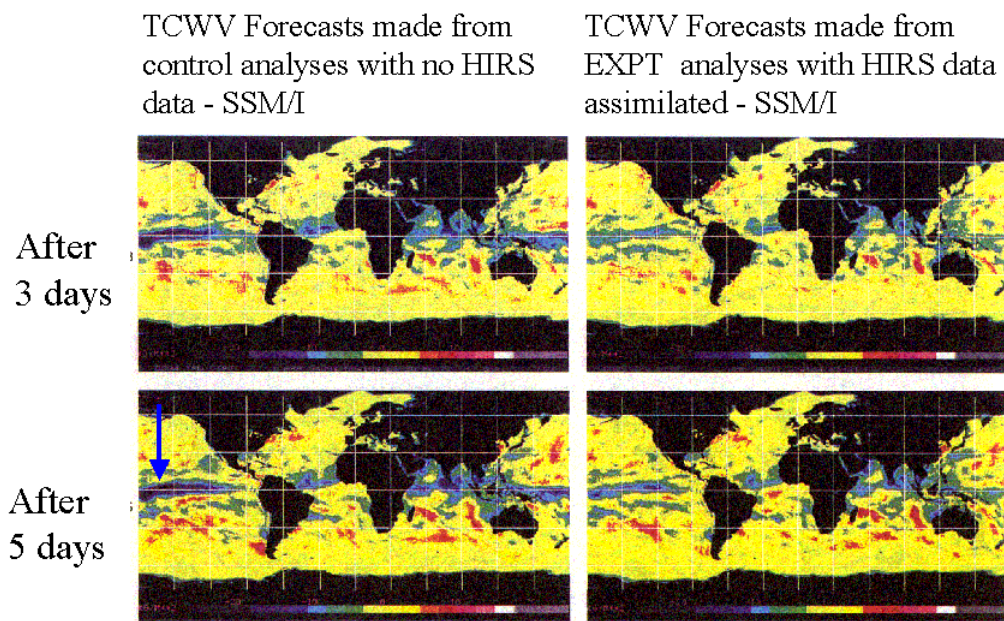 TCWV Forecasts made from
control analyses with no HIRS
data - SSM/I
TCWV Forecasts made from
EXPT analyses with HIRS data
assimilated - SSM/I
After
3 days
After
5 days